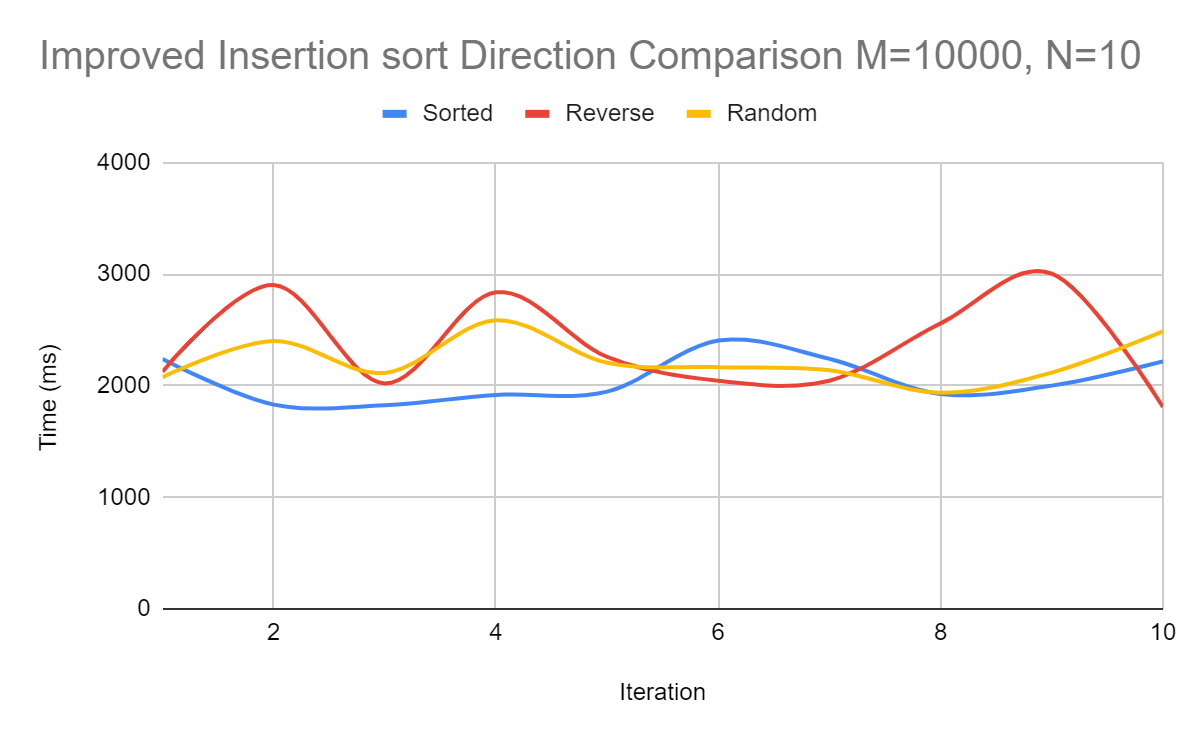 Improved Insertion sort Direction Comparison M=10000, N=10
Sorted Reverse Random
4000
3000
2000
1000
0
Time (ms)
2 4 6 8 10
Iteration